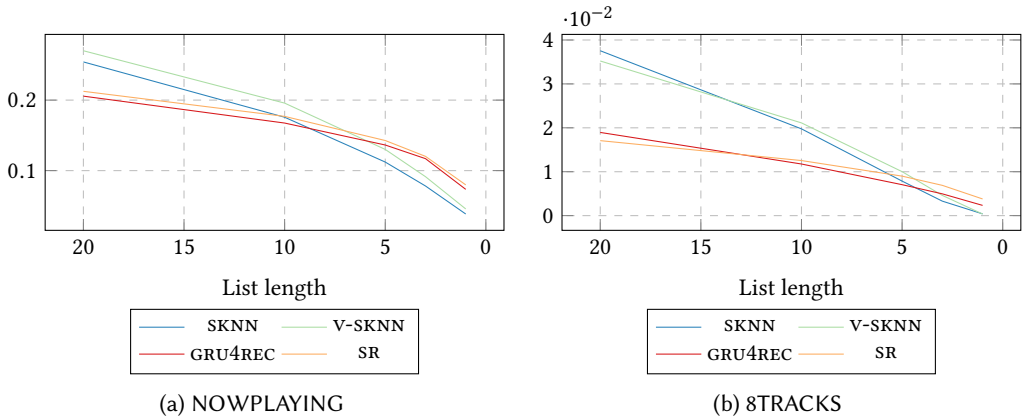 0.2
0.1
20 15 10 5 0
List length
SKNN V-SKNN
GRU4REC SR
(a) NOWPLAYING
·10⁻²
4
3
2
1
0
20 15 10 5 0
List length
SKNN V-SKNN
GRU4REC SR
(b) 8TRACKS